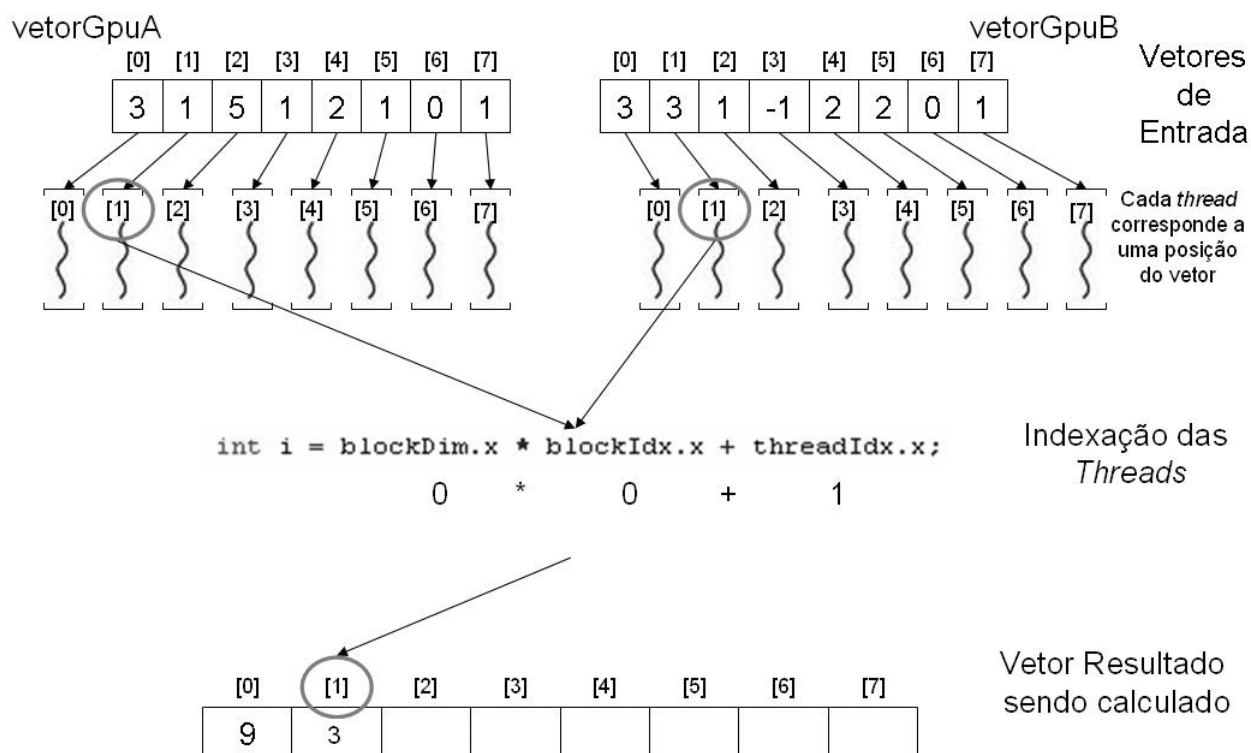 vetorGpuA
vetorGpuB
[0] [1] [2] [3] [4] [5] [6] [7]
3 1 5 1 2 1 0 1
[0] [1] [2] [3] [4] [5] [6] [7]
3 3 1 -1 2 2 0 1
Vetores
de
Entrada
[0] [1] [2] [3] [4] [5] [6] [7]
[0] [1] [2] [3] [4] [5] [6] [7]
Cada thread
corresponde a
uma posição
do vetor
int i = blockDim.x * blockIdx.x + threadIdx.x;
0 * 0 + 1
Indexação das
Threads
[0] [1] [2] [3] [4] [5] [6] [7]
9 3
Vetor Resultado
sendo calculado